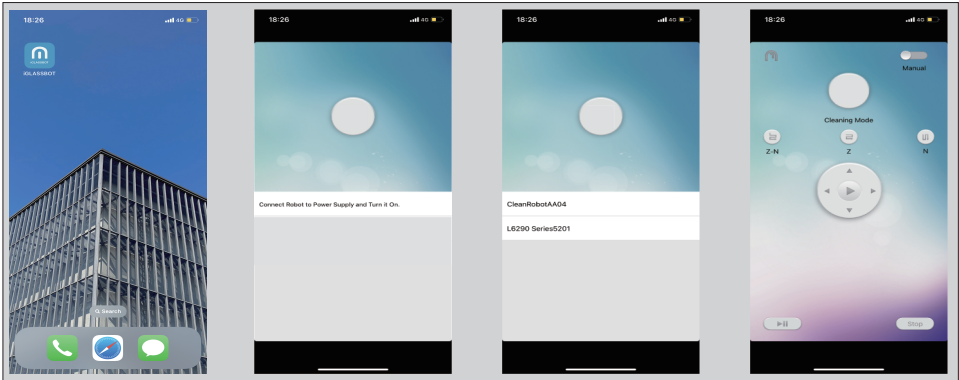 18:26
4G
iGLASSBOT
iGLASSBOT
Search
18:26
4G
Connect Robot to Power Supply and Turn it On.
18:26
4G
CleanRobotAA04
L6290 Series5201
18:26
4G
Manual
Cleaning Mode
Z-N
Z
N
Stop